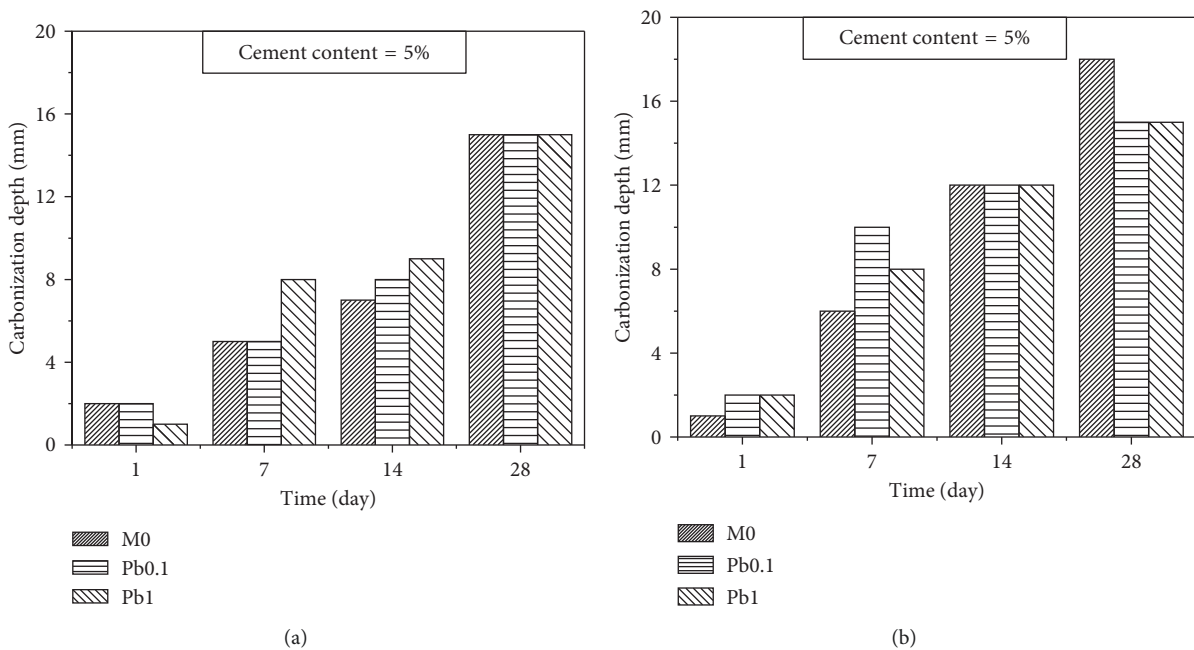 Cement content = 5%
Carbonization depth (mm)
20
16
12
8
4
0
1
7
14
28
Time (day)
M0
Pb0.1
Pb1
(a)
Cement content = 5%
Carbonization depth (mm)
20
16
12
8
4
0
1
7
14
28
Time (day)
M0
Pb0.1
Pb1
(b)